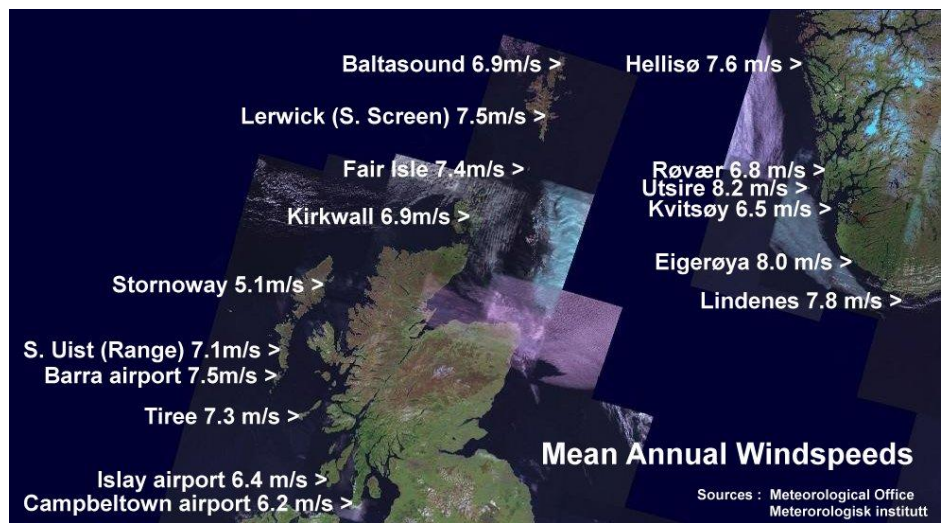 Baltasound 6.9m/s >
Hellisø 7.6 m/s >
Lerwick (S. Screen) 7.5m/s >
Fair Isle 7.4m/s >
Røvær 6.8 m/s >
Utsire 8.2 m/s >
Kirkwall 6.9m/s >
Kvitsøy 6.5 m/s >
Eigerøya 8.0 m/s >
Stornoway 5.1m/s >
Lindenes 7.8 m/s >
S. Uist (Range) 7.1m/s >
Barra airport 7.5m/s >
Tiree 7.3 m/s >
Mean Annual Windspeeds
Islay airport 6.4 m/s >
Campbeltown airport 6.2 m/s >
Sources : Meteorological Office
Meterorologisk institutt